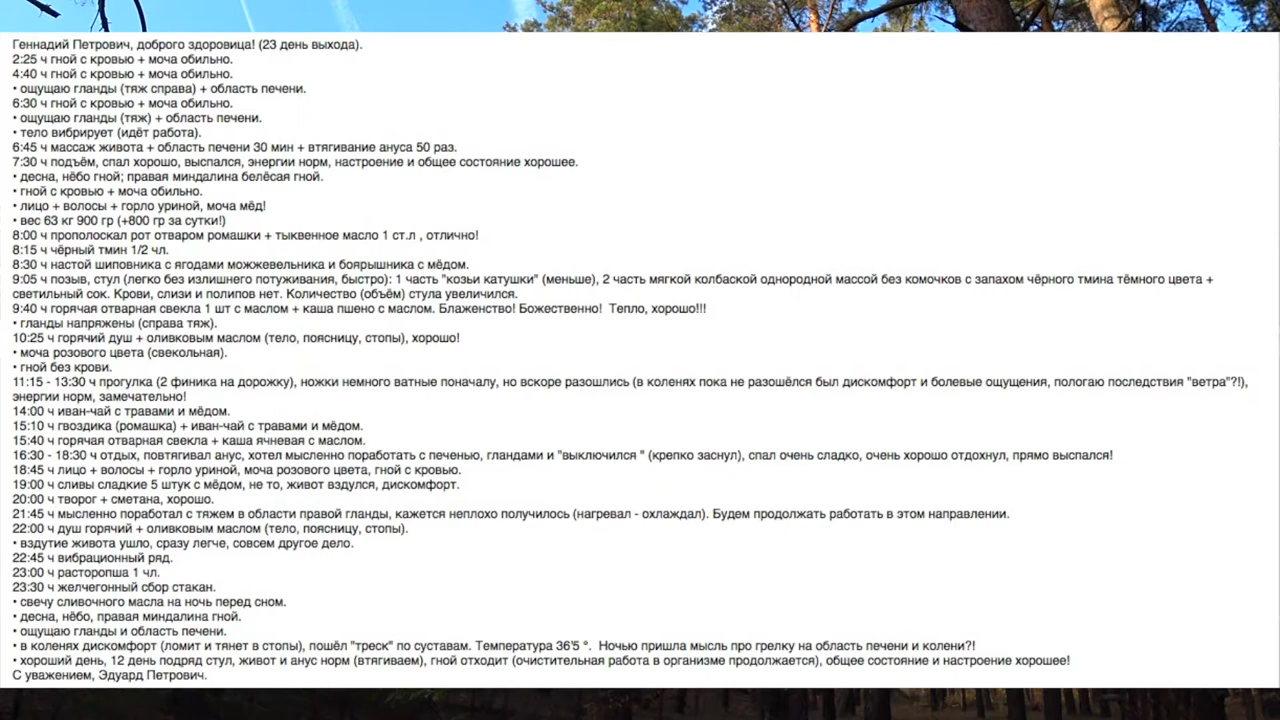 Геннадий Петрович, доброго здоровица! (23 день выхода).
2:25 ч гной с кровью + моча обильно.
4:40 ч гной с кровью + моча обильно.
• ощущаю гланды (тяж справа) + область печени.
6:30 ч гной с кровью + моча обильно.
• ощущаю гланды (тяж) + область печени.
• тело вибрирует (идёт работа).
6:45 ч массаж живота + область печени 30 мин + втягивание ануса 50 раз.
7:30 ч подъём, спал хорошо, выспался, энергии норм, настроение и общее состояние хорошее.
• десна, нёбо гной; правая миндалина белёсая гной.
• гной с кровью + моча обильно.
• лицо + волосы + горло уриной, моча мёд!
• вес 63 кг 900 гр (+800 гр за сутки!)
8:00 ч прополоскал рот отваром ромашки + тыквенное масло 1 ст.л , отлично!
8:15 ч чёрный тмин 1/2 чл.
8:30 ч настой шиповника с ягодами можжевельника и боярышника с мёдом.
9:05 ч позыв, стул (легко без излишнего потуживания, быстро): 1 часть "козьи катушки" (меньше), 2 часть мягкой колбаской однородной массой без комочков с запахом чёрного тмина тёмного цвета +
светильный сок. Крови, слизи и полипов нет. Количество (объём) стула увеличился.
9:40 ч горячая отварная свекла 1 шт с маслом + каша пшено с маслом. Блаженство! Божественно!  Тепло, хорошо!!!
• гланды напряжены (справа тяж).
10:25 ч горячий душ + оливковым маслом (тело, поясницу, стопы), хорошо!
• моча розового цвета (свекольная).
• гной без крови.
11:15 - 13:30 ч прогулка (2 финика на дорожку), ножки немного ватные поначалу, но вскоре разошлись (в коленях пока не разошёлся был дискомфорт и болевые ощущения, пологаю последствия "ветра"?!),
энергии норм, замечательно!
14:00 ч иван-чай с травами и мёдом.
15:10 ч гвоздика (ромашка) + иван-чай с травами и мёдом.
15:40 ч горячая отварная свекла + каша ячневая с маслом.
16:30 - 18:30 ч отдых, повтягивал анус, хотел мысленно поработать с печенью, гландами и "выключился " (крепко заснул), спал очень сладко, очень хорошо отдохнул, прямо выспался!
18:45 ч лицо + волосы + горло уриной, моча розового цвета, гной с кровью.
19:00 ч сливы сладкие 5 штук с мёдом, не то, живот вздулся, дискомфорт.
20:00 ч творог + сметана, хорошо.
21:45 ч мысленно поработал с тяжем в области правой гланды, кажется неплохо получилось (нагревал - охлаждал). Будем продолжать работать в этом направлении.
22:00 ч душ горячий + оливковым маслом (тело, поясницу, стопы).
• вздутие живота ушло, сразу легче, совсем другое дело.
22:45 ч вибрационный ряд.
23:00 ч расторопша 1 чл.
23:30 ч желчегонный сбор стакан.
• свечу сливочного масла на ночь перед сном.
• десна, нёбо, правая миндалина гной.
• ощущаю гланды и область печени.
• в коленях дискомфорт (ломит и тянет в стопы), пошёл "треск" по суставам. Температура 36'5 °.  Ночью пришла мысль про грелку на область печени и колени?!
• хороший день, 12 день подряд стул, живот и анус норм (втягиваем), гной отходит (очистительная работа в организме продолжается), общее состояние и настроение хорошее!
С уважением, Эдуард Петрович.